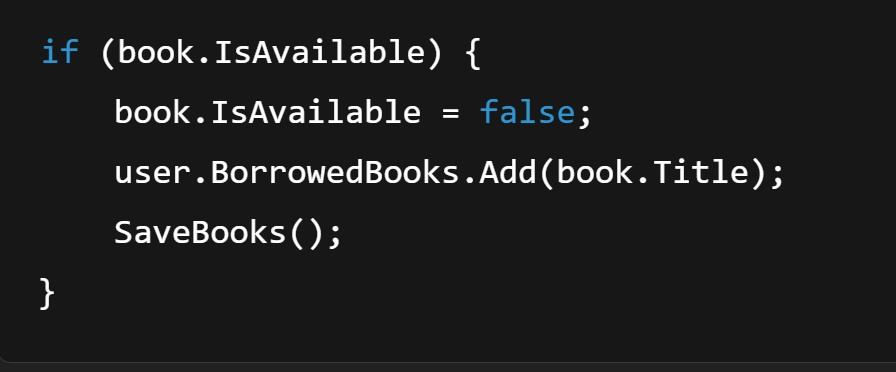 if (book.IsAvailable) {
    book.IsAvailable = false;
    user.BorrowedBooks.Add(book.Title);
    SaveBooks();
}